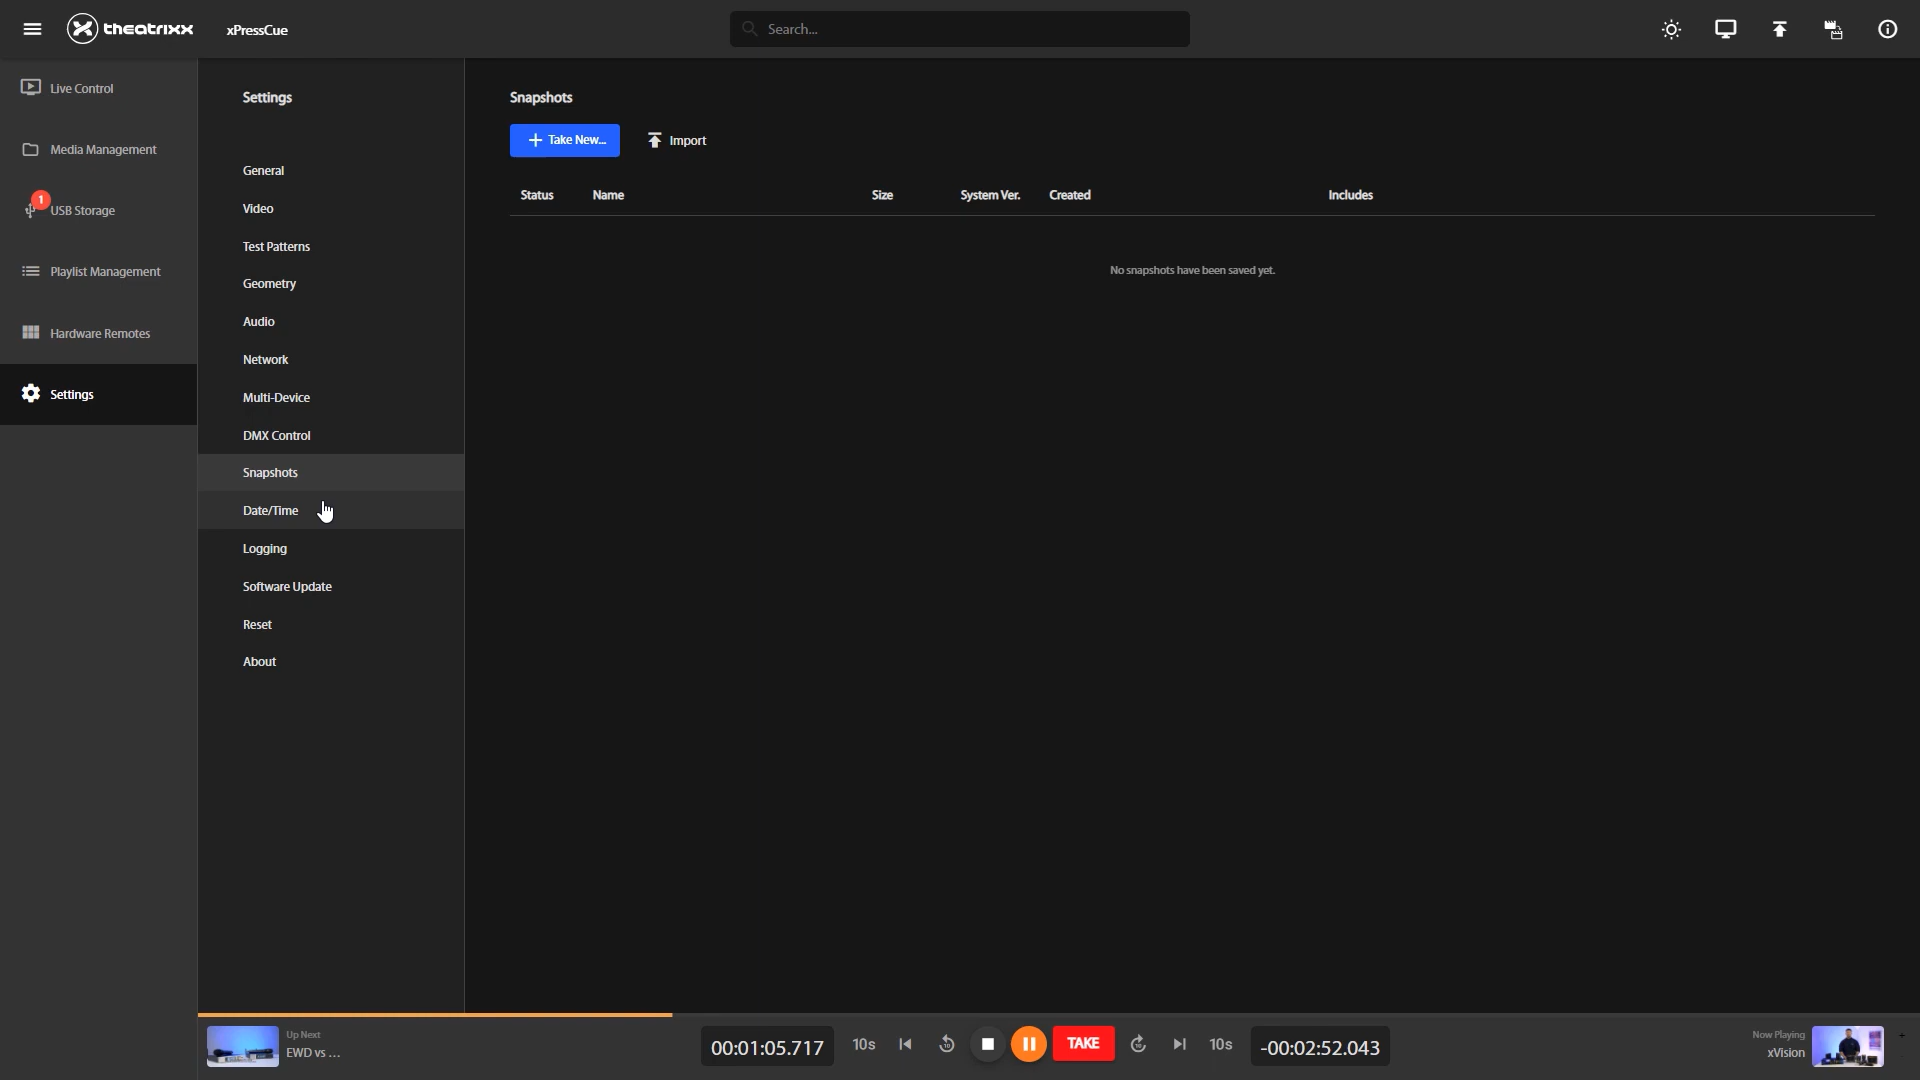 theatrixx
xPressCue
Search...
Live Control
Media Management
1
USB Storage
Playlist Management
Hardware Remotes
Settings
Settings
General
Video
Test Patterns
Geometry
Audio
Network
Multi-Device
DMX Control
Snapshots
Date/Time
Logging
Software Update
Reset
About
Snapshots
Take New...
Import
Status Name Size System Ver. Created Includes
No snapshots have been saved yet.
Up Next
EWD vs ...
00:01:05.717
10s
10
TAKE
10
10s
-00:02:52.043
Now Playing
xVision